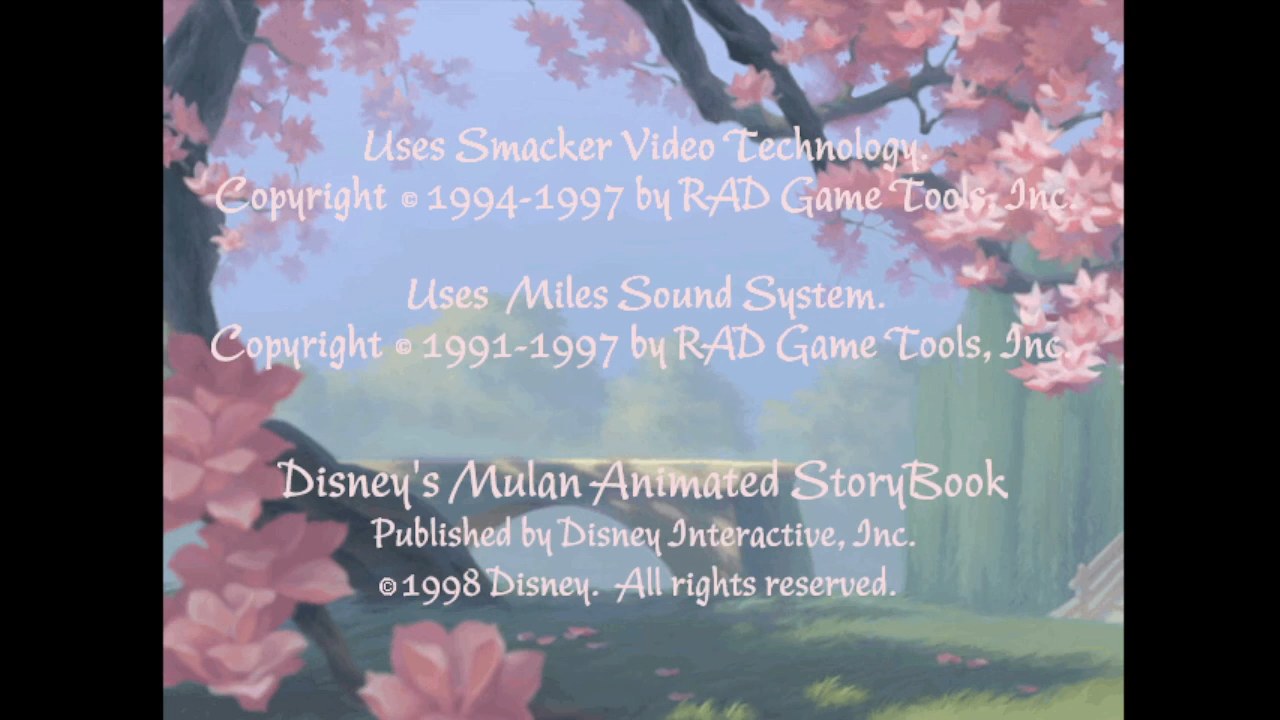 Uses Smacker Video Technology.
Copyright © 1994-1997 by RAD Game Tools, Inc.
Uses Miles Sound System.
Copyright © 1991-1997 by RAD Game Tools, Inc.
Disney's Mulan Animated StoryBook
Published by Disney Interactive, Inc.
©1998 Disney. All rights reserved.